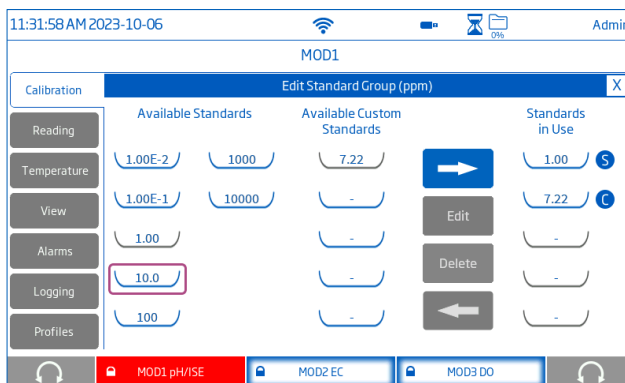 11:31:58 AM 2023-10-06
0%
Admin
MOD1
Calibration
Edit Standard Group (ppm)
X
Available Standards
Available Custom
Standards
Standards
in Use
Reading
1.00E-2
1000
7.22
1.00
S
Temperature
1.00E-1
10000
-
7.22
C
View
Edit
1.00
-
-
Alarms
Delete
10.0
-
-
Logging
100
-
-
Profiles
MOD1 pH/ISE
MOD2 EC
MOD3 DO